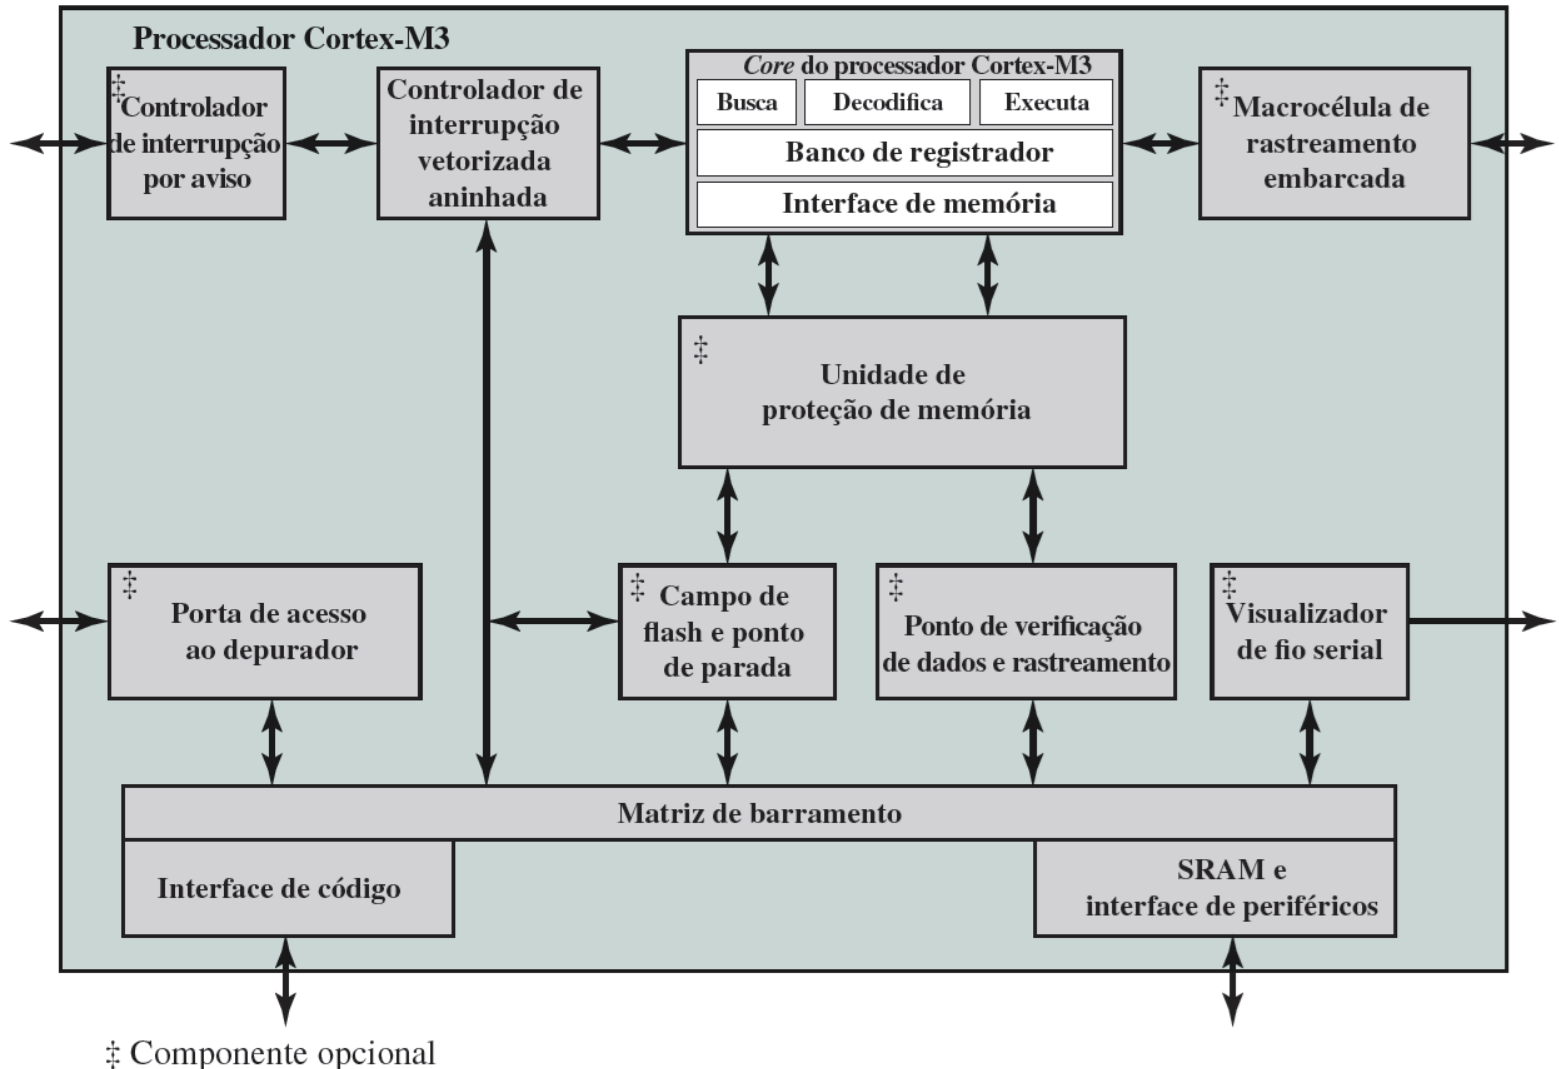 Processador Cortex-M3
‡
Controlador
de interrupção
por aviso
Controlador de
interrupção
vetorizada
aninhada
Core do processador Cortex-M3
Busca
Decodifica
Executa
Banco de registrador
Interface de memória
‡
Macrocélula de
rastreamento
embarcada
‡
Unidade de
proteção de memória
‡
Porta de acesso
ao depurador
‡
Campo de
flash e ponto
de parada
‡
Ponto de verificação
de dados e rastreamento
‡
Visualizador
de fio serial
Matriz de barramento
Interface de código
SRAM e
interface de periféricos
‡ Componente opcional